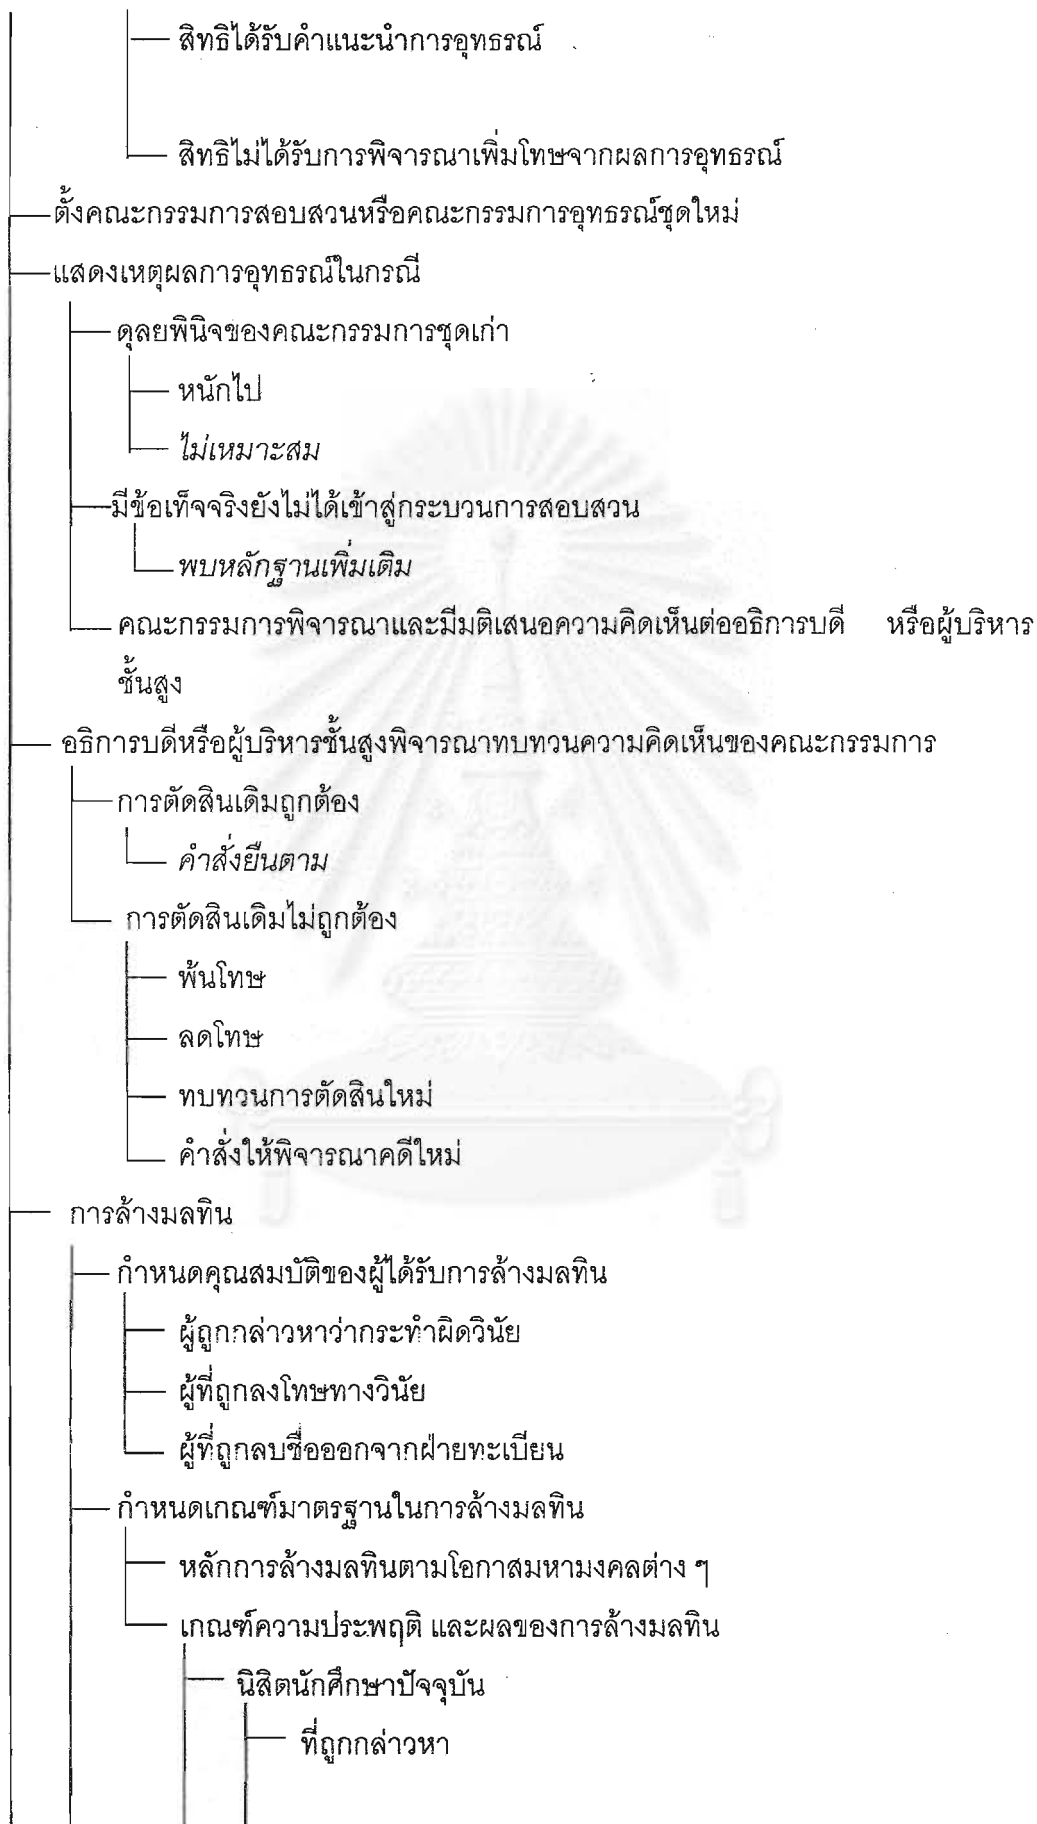 สิทธิได้รับคำแนะนำการอุทธรณ์
สิทธิไม่ได้รับการพิจารณาเพิ่มโทษจากผลการอุทธรณ์
ตั้งคณะกรรมการสอบสวนหรือคณะกรรมการอุทธรณ์ชุดใหม่
แสดงเหตุผลการอุทธรณ์ในกรณี
ดุลยพินิจของคณะกรรมการชุดเก่า
หนักไป
ไม่เหมาะสม
มีข้อเท็จจริงยังไม่ได้เข้าสู่กระบวนการสอบสวน
พบหลักฐานเพิ่มเติม
คณะกรรมการพิจารณาและมีมติเสนอความคิดเห็นต่ออธิการบดี หรือผู้บริหาร
ชั้นสูง
อธิการบดีหรือผู้บริหารชั้นสูงพิจารณาทบทวนความคิดเห็นของคณะกรรมการ
การตัดสินเดิมถูกต้อง
คำสั่งยืนตาม
การตัดสินเดิมไม่ถูกต้อง
พ้นโทษ
ลดโทษ
ทบทวนการตัดสินใหม่
คำสั่งให้พิจารณาคดีใหม่
การล้างมลทิน
กำหนดคุณสมบัติของผู้ได้รับการล้างมลทิน
ผู้ถูกกล่าวหาว่ากระทำผิดวินัย
ผู้ที่ถูกลงโทษทางวินัย
ผู้ที่ถูกลบชื่อออกจากฝ่ายทะเบียน
กำหนดเกณฑ์มาตรฐานในการล้างมลทิน
หลักการล้างมลทินตามโอกาสมหามงคลต่าง ๆ
เกณฑ์ความประพฤติ และผลของการล้างมลทิน
นิสิตนักศึกษาปัจจุบัน
ที่ถูกกล่าวหา